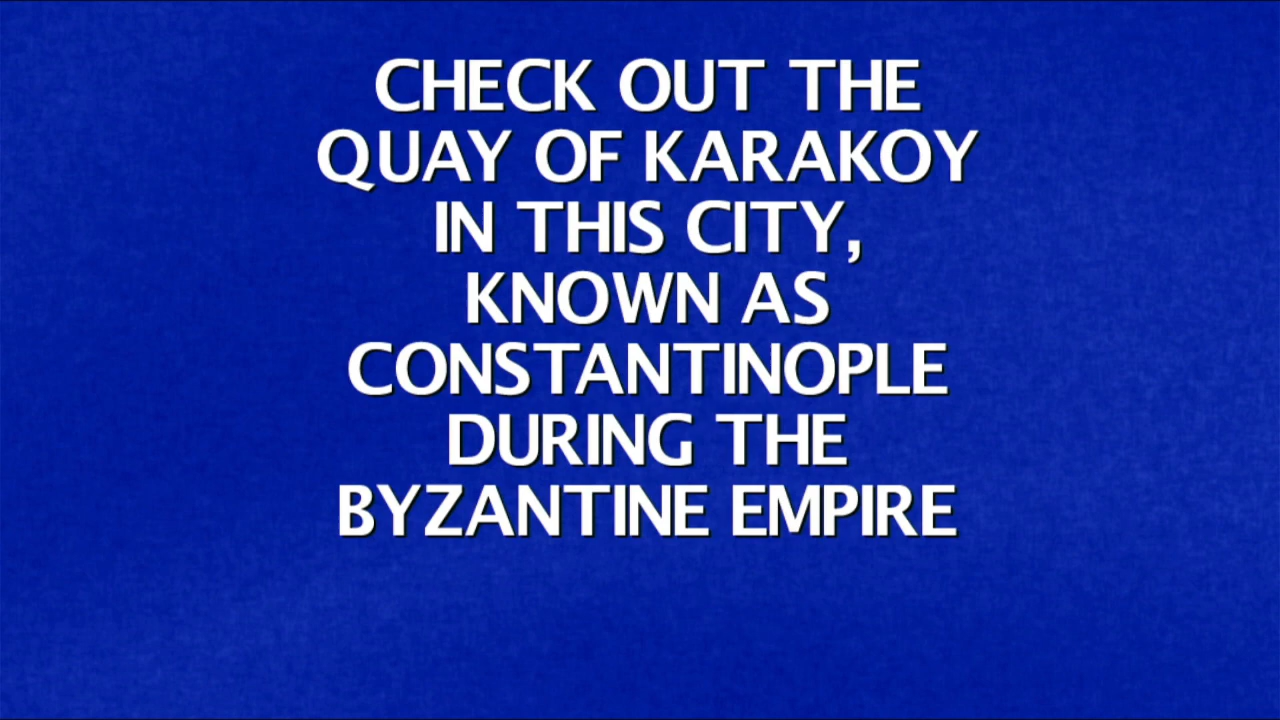 CHECK OUT THE
QUAY OF KARAKOY
IN THIS CITY,
KNOWN AS
CONSTANTINOPLE
DURING THE
BYZANTINE EMPIRE